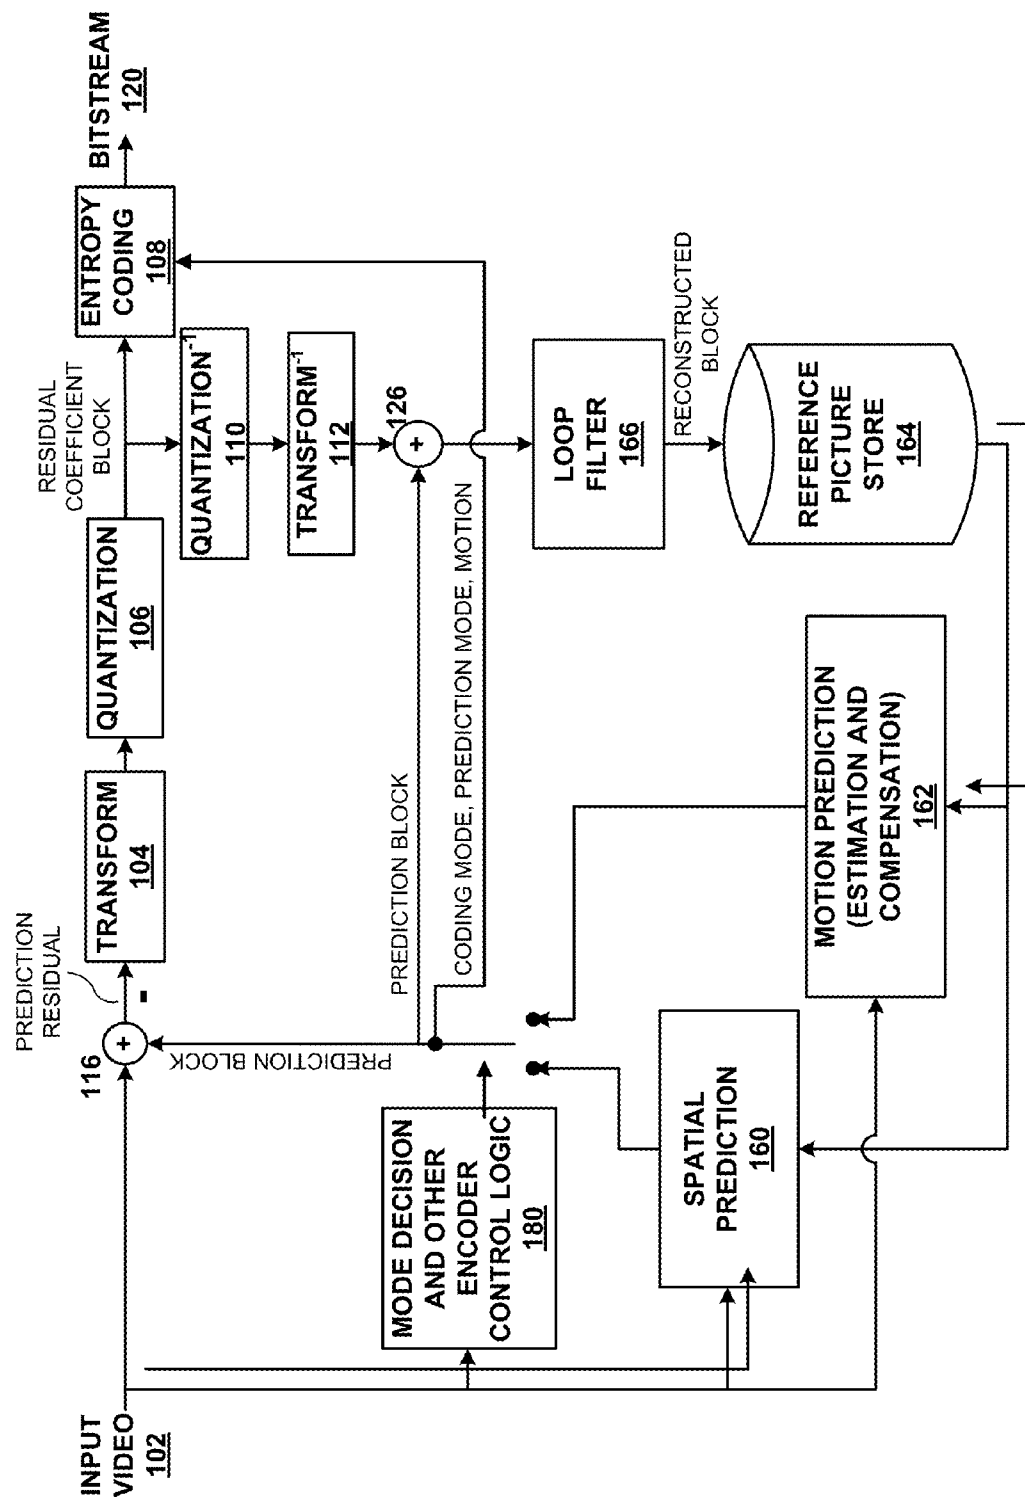 INPUT
VIDEO
102
116
+
-
PREDICTION
RESIDUAL
TRANSFORM
104
QUANTIZATION
106
RESIDUAL
COEFFICIENT
BLOCK
ENTROPY
CODING
108
BITSTREAM
120
QUANTIZATION-1
110
TRANSFORM-1
112
126
+
PREDICTION BLOCK
PREDICTION BLOCK
CODING MODE, PREDICTION MODE, MOTION
MODE DECISION
AND OTHER
ENCODER
CONTROL LOGIC
180
LOOP
FILTER
166
RECONSTRUCTED
BLOCK
SPATIAL
PREDICTION
160
MOTION PREDICTION
(ESTIMATION AND
COMPENSATION)
162
REFERENCE
PICTURE
STORE
164